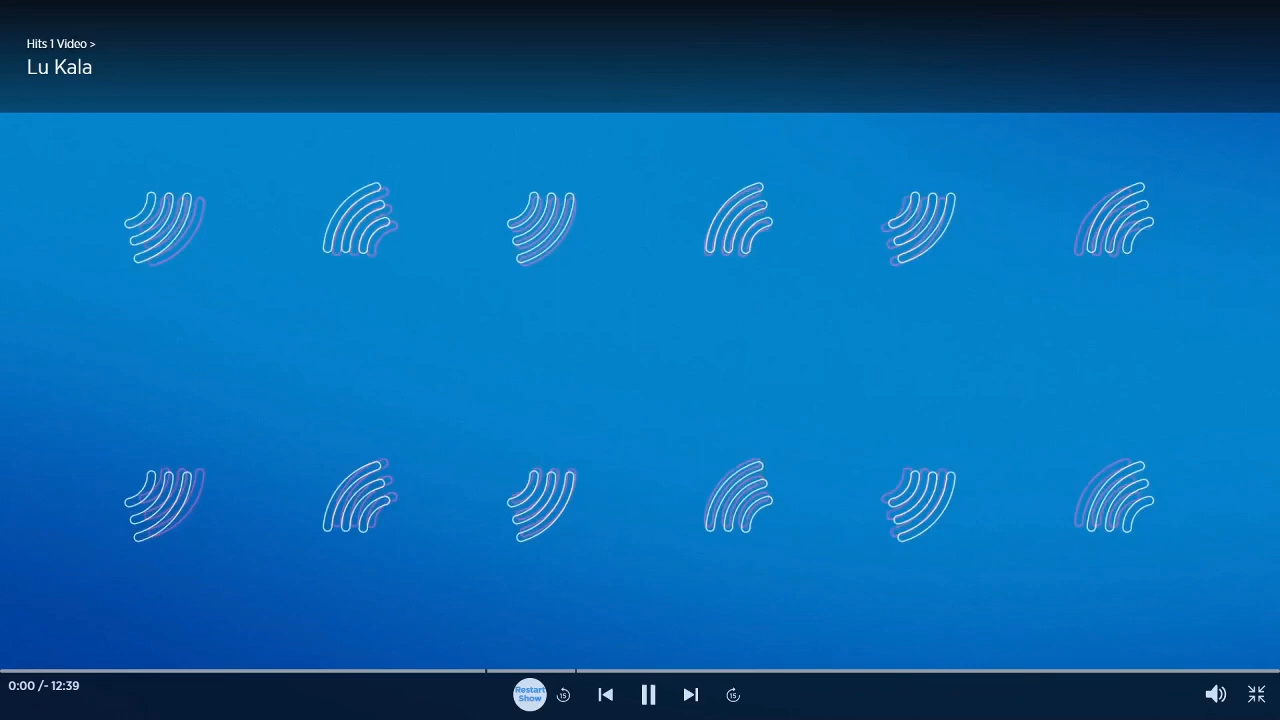 Hits 1 Video >
Lu Kala
0:00 /- 12:39
Restart
Show
15
15